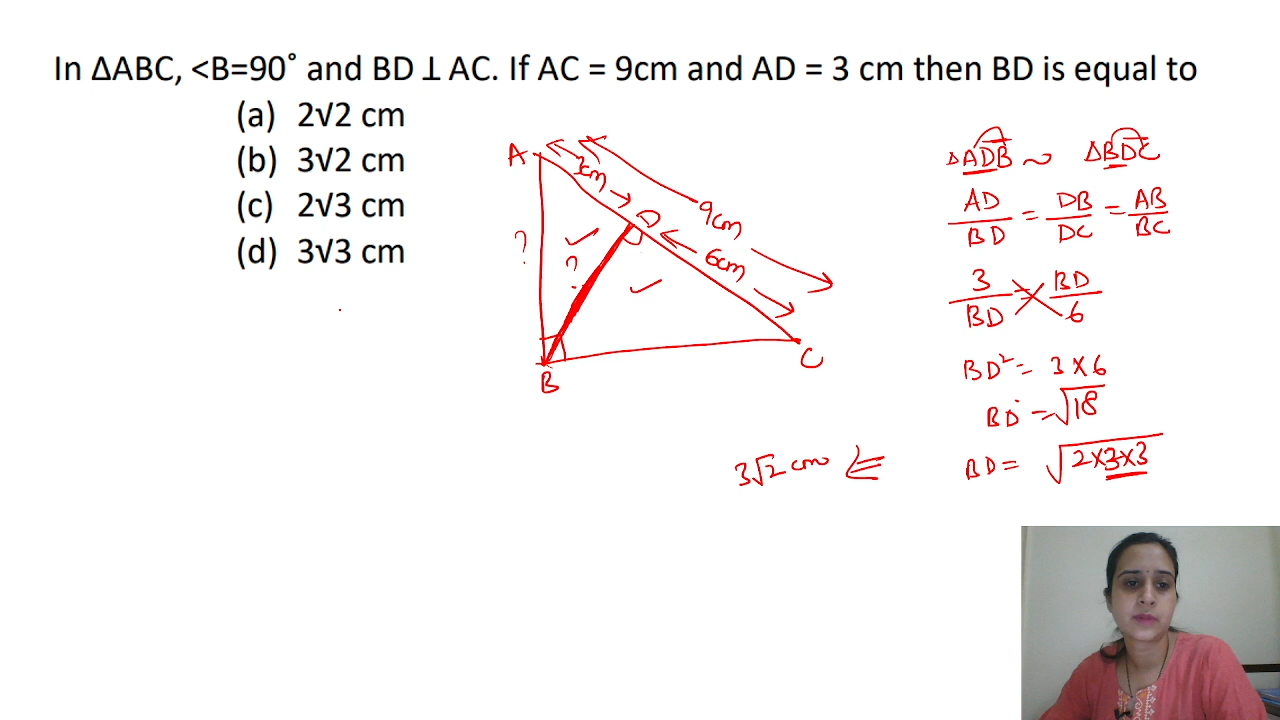 In ΔABC, <B=90˚ and BD ⊥ AC. If AC = 9cm and AD = 3 cm then BD is equal to
(a) 2√2 cm
(b) 3√2 cm
(c) 2√3 cm
(d) 3√3 cm
A
3cm
D
9cm
6cm
?
?
B
C
ΔADB ~ ΔBDC
AD/BD = DB/DC = AB/BC
3/BD = BD/6
BD² = 3×6
BD = √18
BD = √2×3×3
3√2 cm ⇐